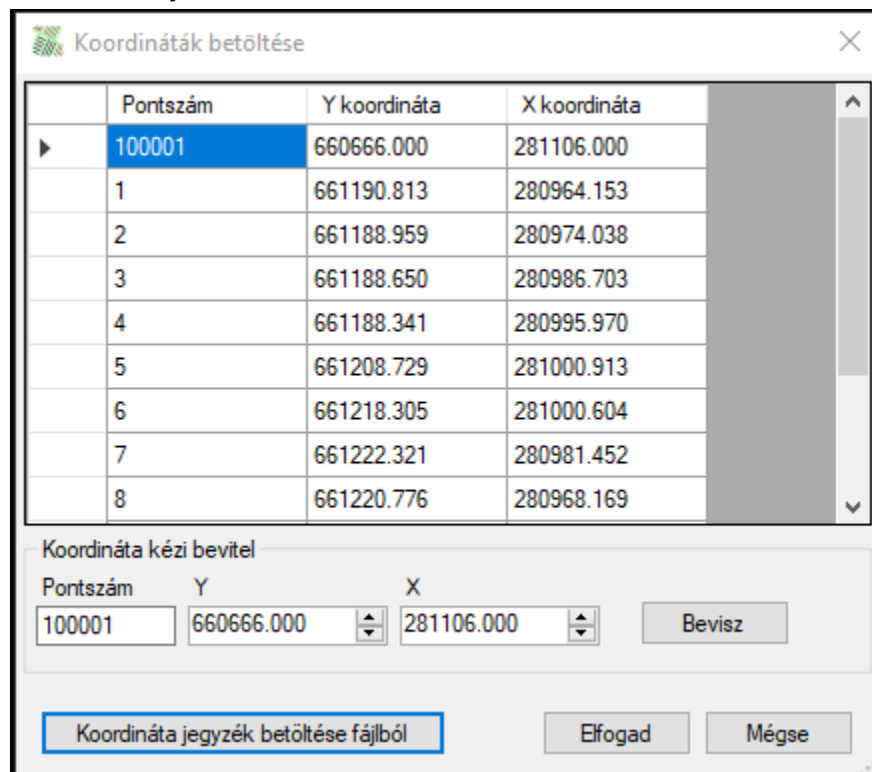 Koordináták betöltése
Pontszám Y koordináta X koordináta
100001 660666.000 281106.000
1 661190.813 280964.153
2 661188.959 280974.038
3 661188.650 280986.703
4 661188.341 280995.970
5 661208.729 281000.913
6 661218.305 281000.604
7 661222.321 280981.452
8 661220.776 280968.169
Koordináta kézi bevitel
Pontszám Y X
100001 660666.000 281106.000 Bevisz
Koordináta jegyzék betöltése fájlból Elfogad Mégse